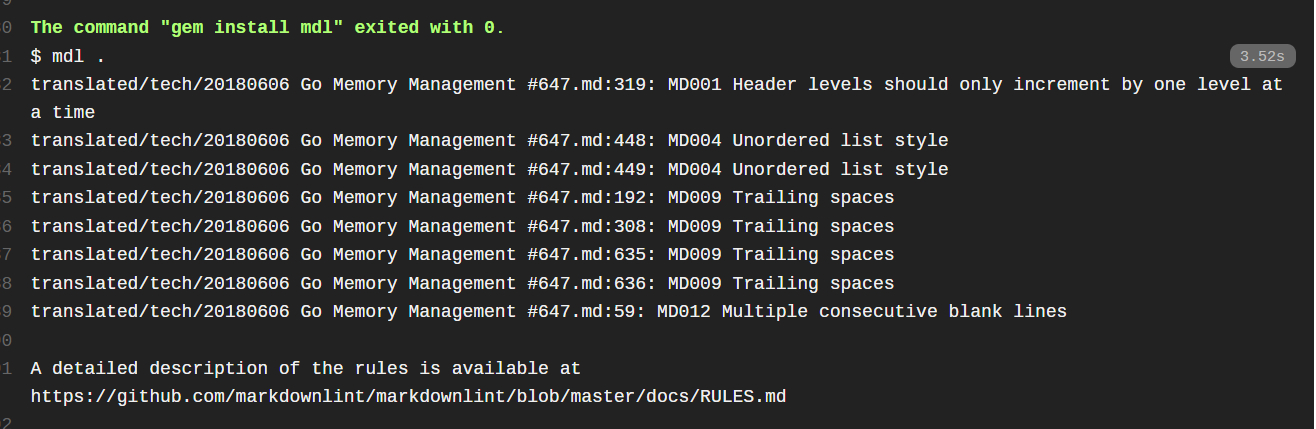 0 The command "gem install mdl" exited with 0.
1 $ mdl . 3.52s
2 translated/tech/20180606 Go Memory Management #647.md:319: MD001 Header levels should only increment by one level at
a time
3 translated/tech/20180606 Go Memory Management #647.md:448: MD004 Unordered list style
4 translated/tech/20180606 Go Memory Management #647.md:449: MD004 Unordered list style
5 translated/tech/20180606 Go Memory Management #647.md:192: MD009 Trailing spaces
6 translated/tech/20180606 Go Memory Management #647.md:308: MD009 Trailing spaces
7 translated/tech/20180606 Go Memory Management #647.md:635: MD009 Trailing spaces
8 translated/tech/20180606 Go Memory Management #647.md:636: MD009 Trailing spaces
9 translated/tech/20180606 Go Memory Management #647.md:59: MD012 Multiple consecutive blank lines
0
1 A detailed description of the rules is available at
https://github.com/markdownlint/markdownlint/blob/master/docs/RULES.md